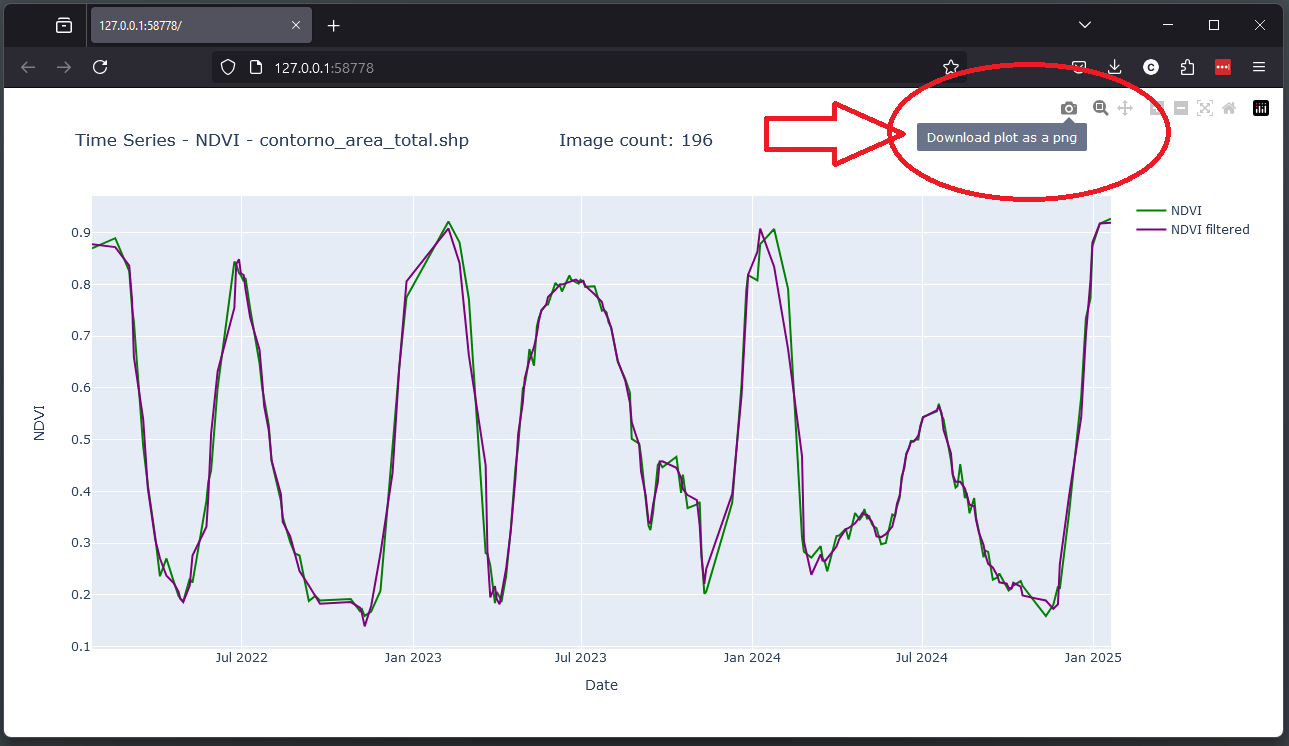 127.0.0.1:58778/
127.0.0.1:58778
C
Time Series - NDVI - contorno_area_total.shp
Image count: 196
Download plot as a png
NDVI
NDVI filtered
0.9
0.8
0.7
0.6
0.5
0.4
0.3
0.2
0.1
NDVI
Jul 2022
Jan 2023
Jul 2023
Jan 2024
Jul 2024
Jan 2025
Date